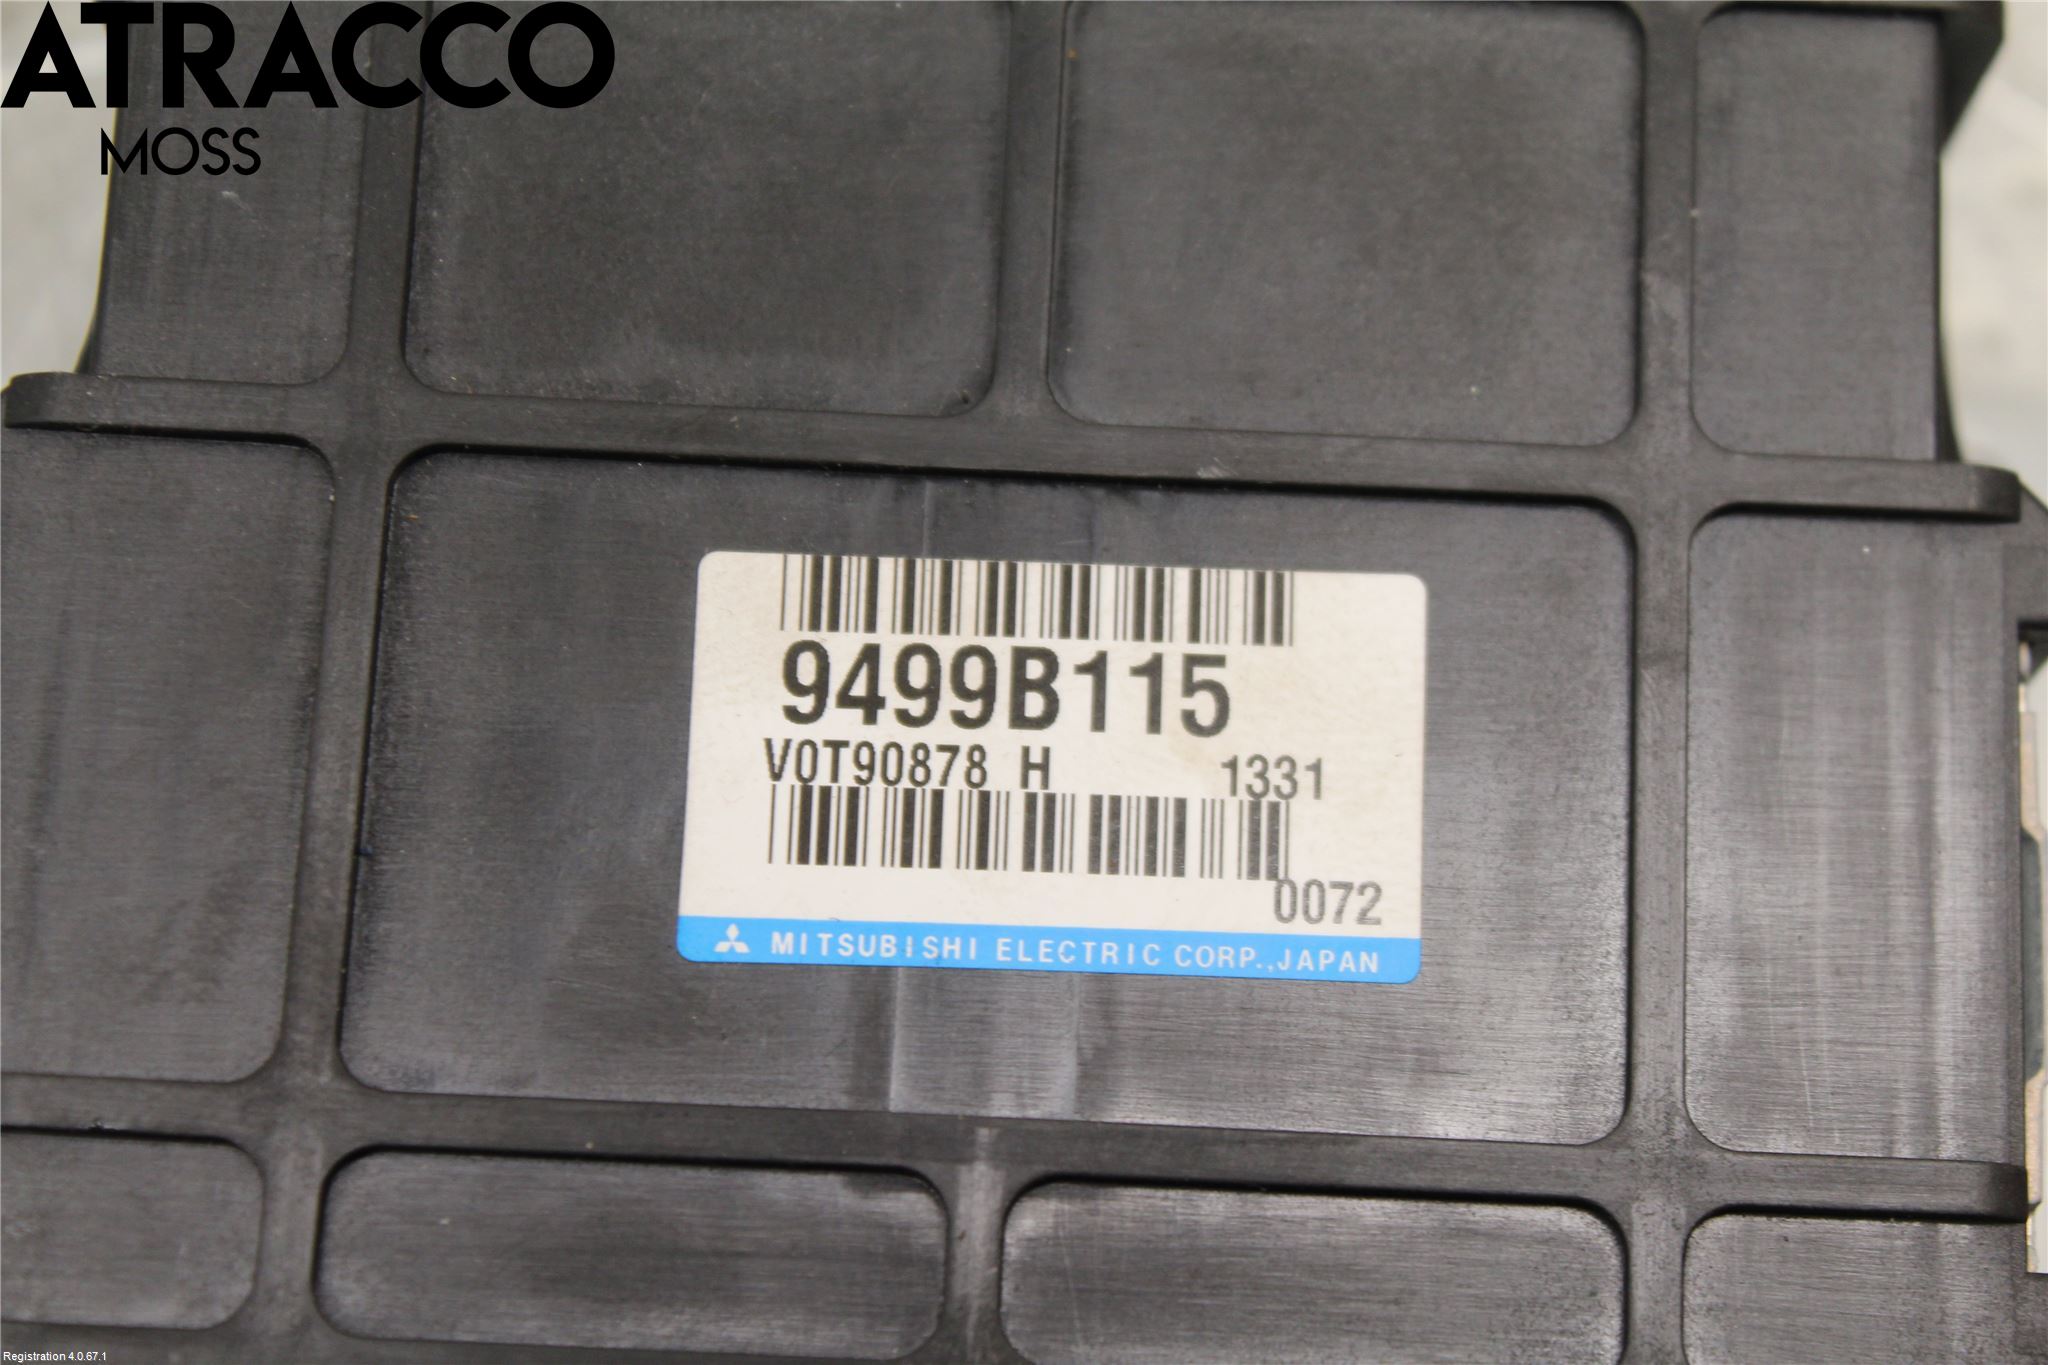 ATRACCO
MOSS
9499B115
V0T90878 H 1331
0072
MITSUBISHI ELECTRIC CORP., JAPAN
Registration 4.0.67.1